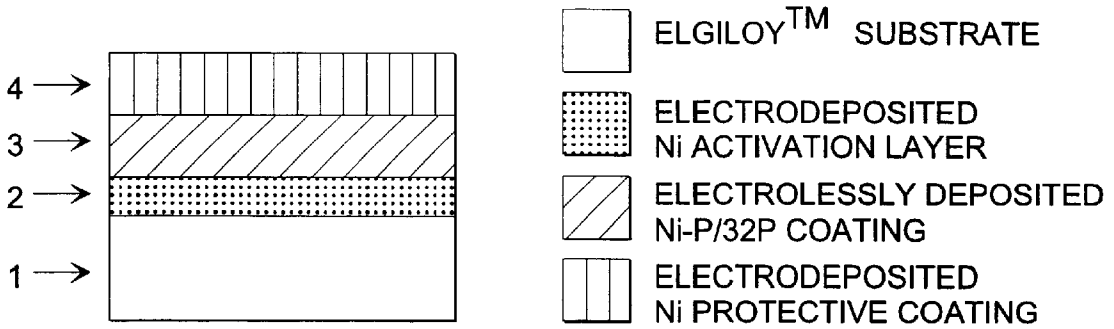 4
3
2
1
ELGILOY™ SUBSTRATE
ELECTRODEPOSITED
Ni ACTIVATION LAYER
ELECTROLESSLY DEPOSITED
Ni-P/32P COATING
ELECTRODEPOSITED
Ni PROTECTIVE COATING